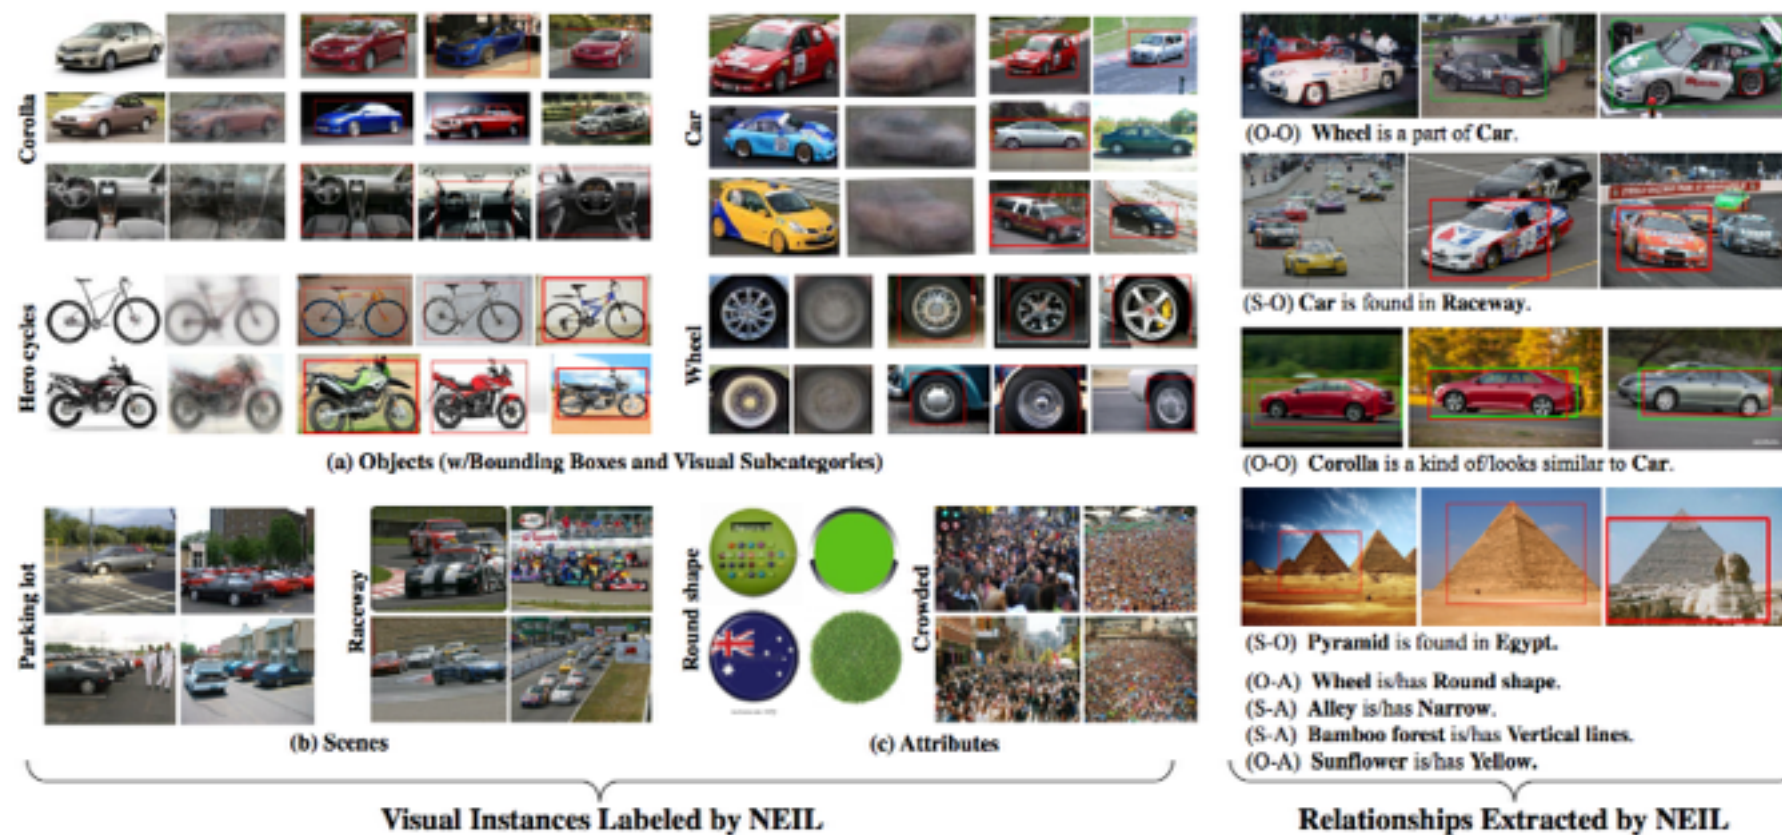 Corolla
Hero cycles
Car
Wheel
(a) Objects (w/Bounding Boxes and Visual Subcategories)
Parking lot
Raceway
(b) Scenes
Round shape
Crowded
(c) Attributes
Visual Instances Labeled by NEIL
(O-O) Wheel is a part of Car.
(S-O) Car is found in Raceway.
(O-O) Corolla is a kind of/looks similar to Car.
(S-O) Pyramid is found in Egypt.
(O-A) Wheel is/has Round shape.
(S-A) Alley is/has Narrow.
(S-A) Bamboo forest is/has Vertical lines.
(O-A) Sunflower is/has Yellow.
Relationships Extracted by NEIL